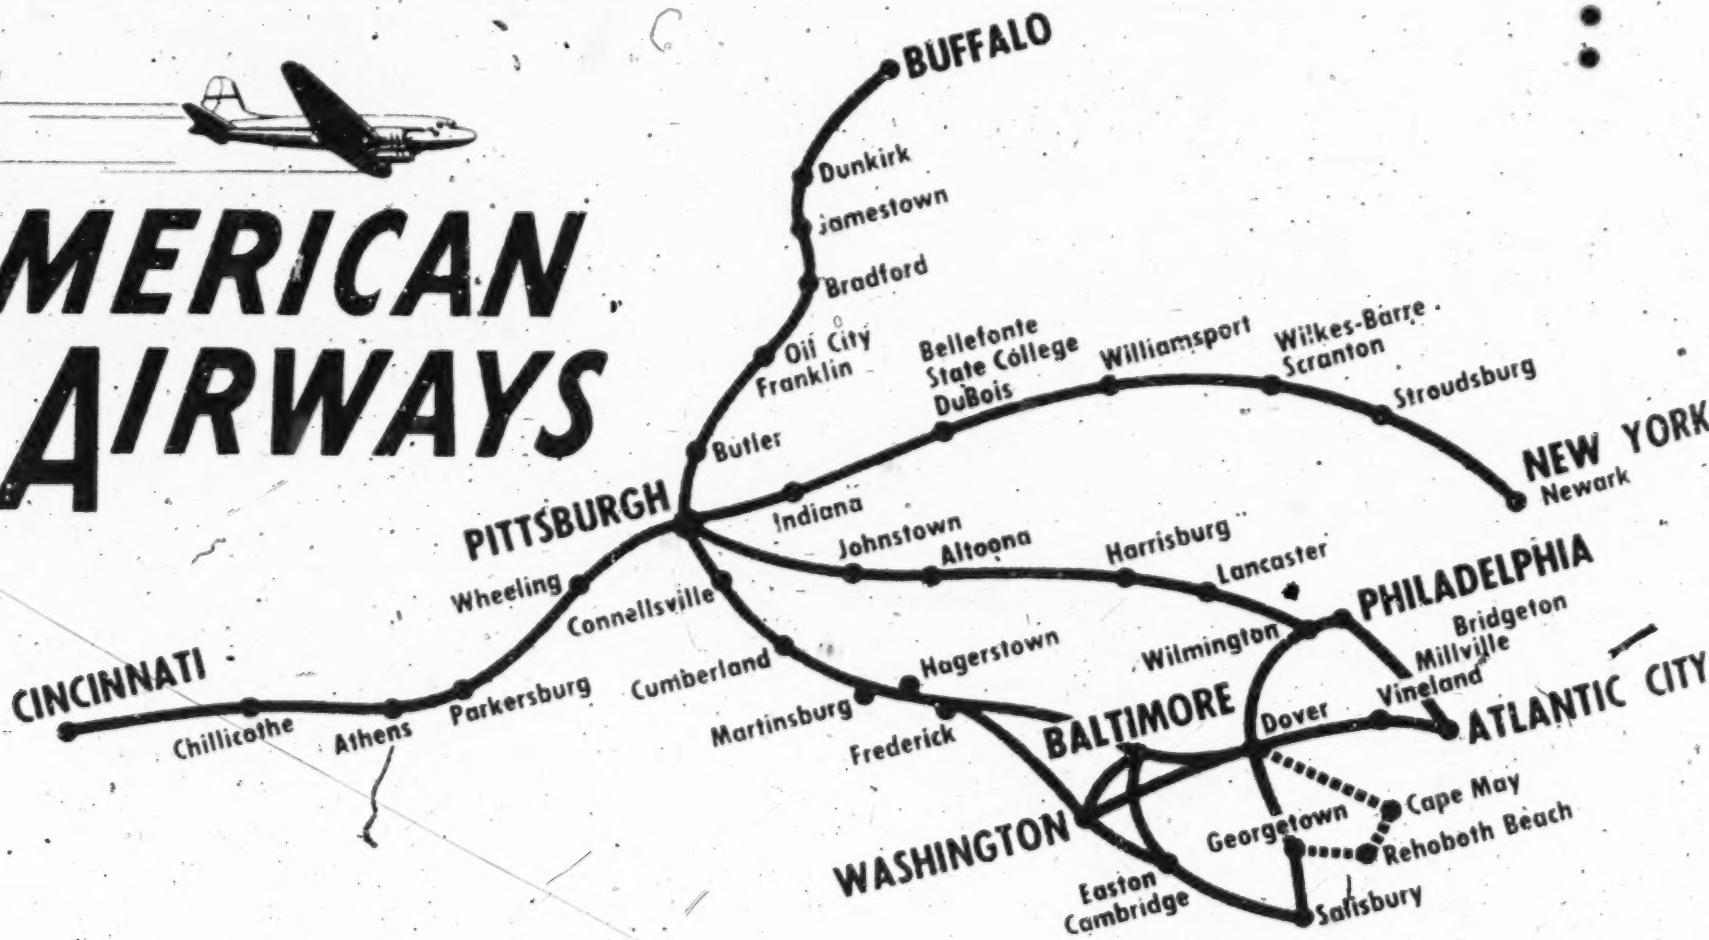 MERICAN
AIRWAYS
BUFFALO
Dunkirk
Jamestown
Bradford
Oil City
Franklin
Butler
PITTSBURGH
Indiana
Bellefonte
State College
DuBois
Williamsport
Wilkes-Barre
Scranton
Stroudsburg
NEW YORK
Newark
Johnstown
Altoona
Harrisburg
Lancaster
PHILADELPHIA
Wilmington
Bridgeton
Millville
Vineland
ATLANTIC CITY
Wheeling
Connellsville
Cumberland
Hagerstown
Martinsburg
Frederick
BALTIMORE
Dover
CINCINNATI
Chillicothe
Athens
Parkersburg
WASHINGTON
Georgetown
Cape May
Rehoboth Beach
Easton
Cambridge
Salisbury